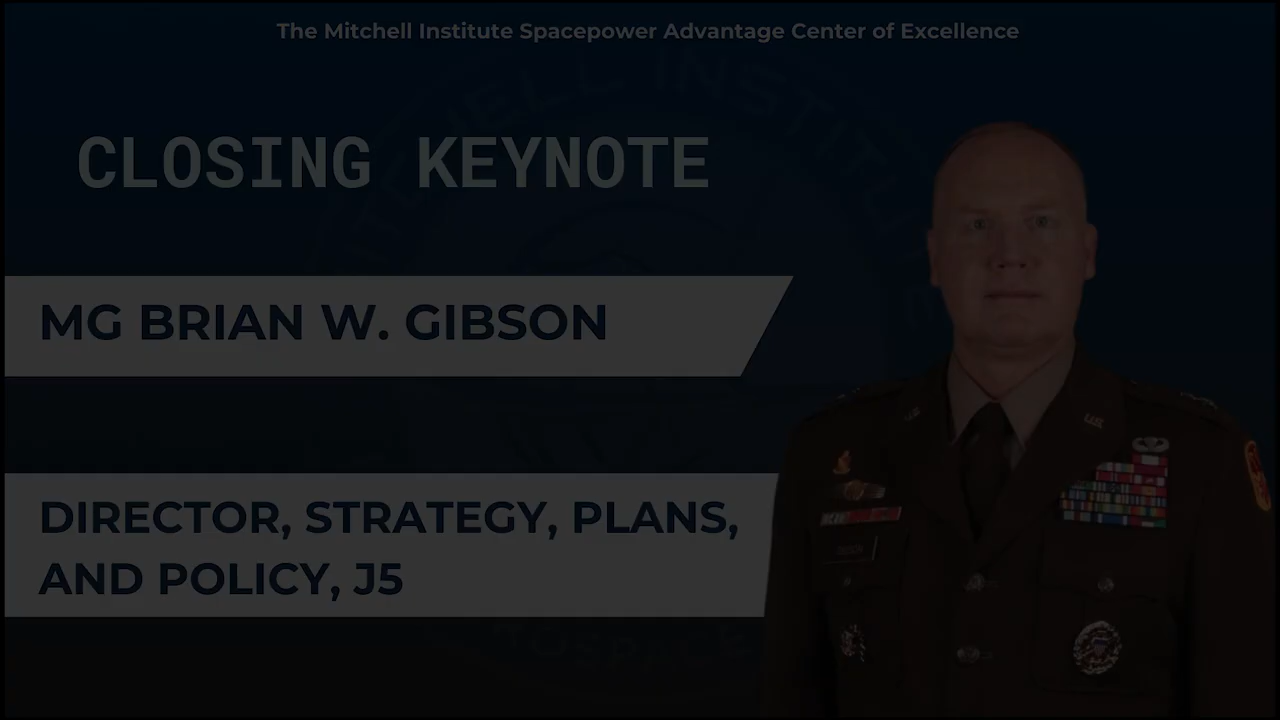 The Mitchell Institute Spacepower Advantage Center of Excellence
CLOSING KEYNOTE
MG BRIAN W. GIBSON
DIRECTOR, STRATEGY, PLANS,
AND POLICY, J5